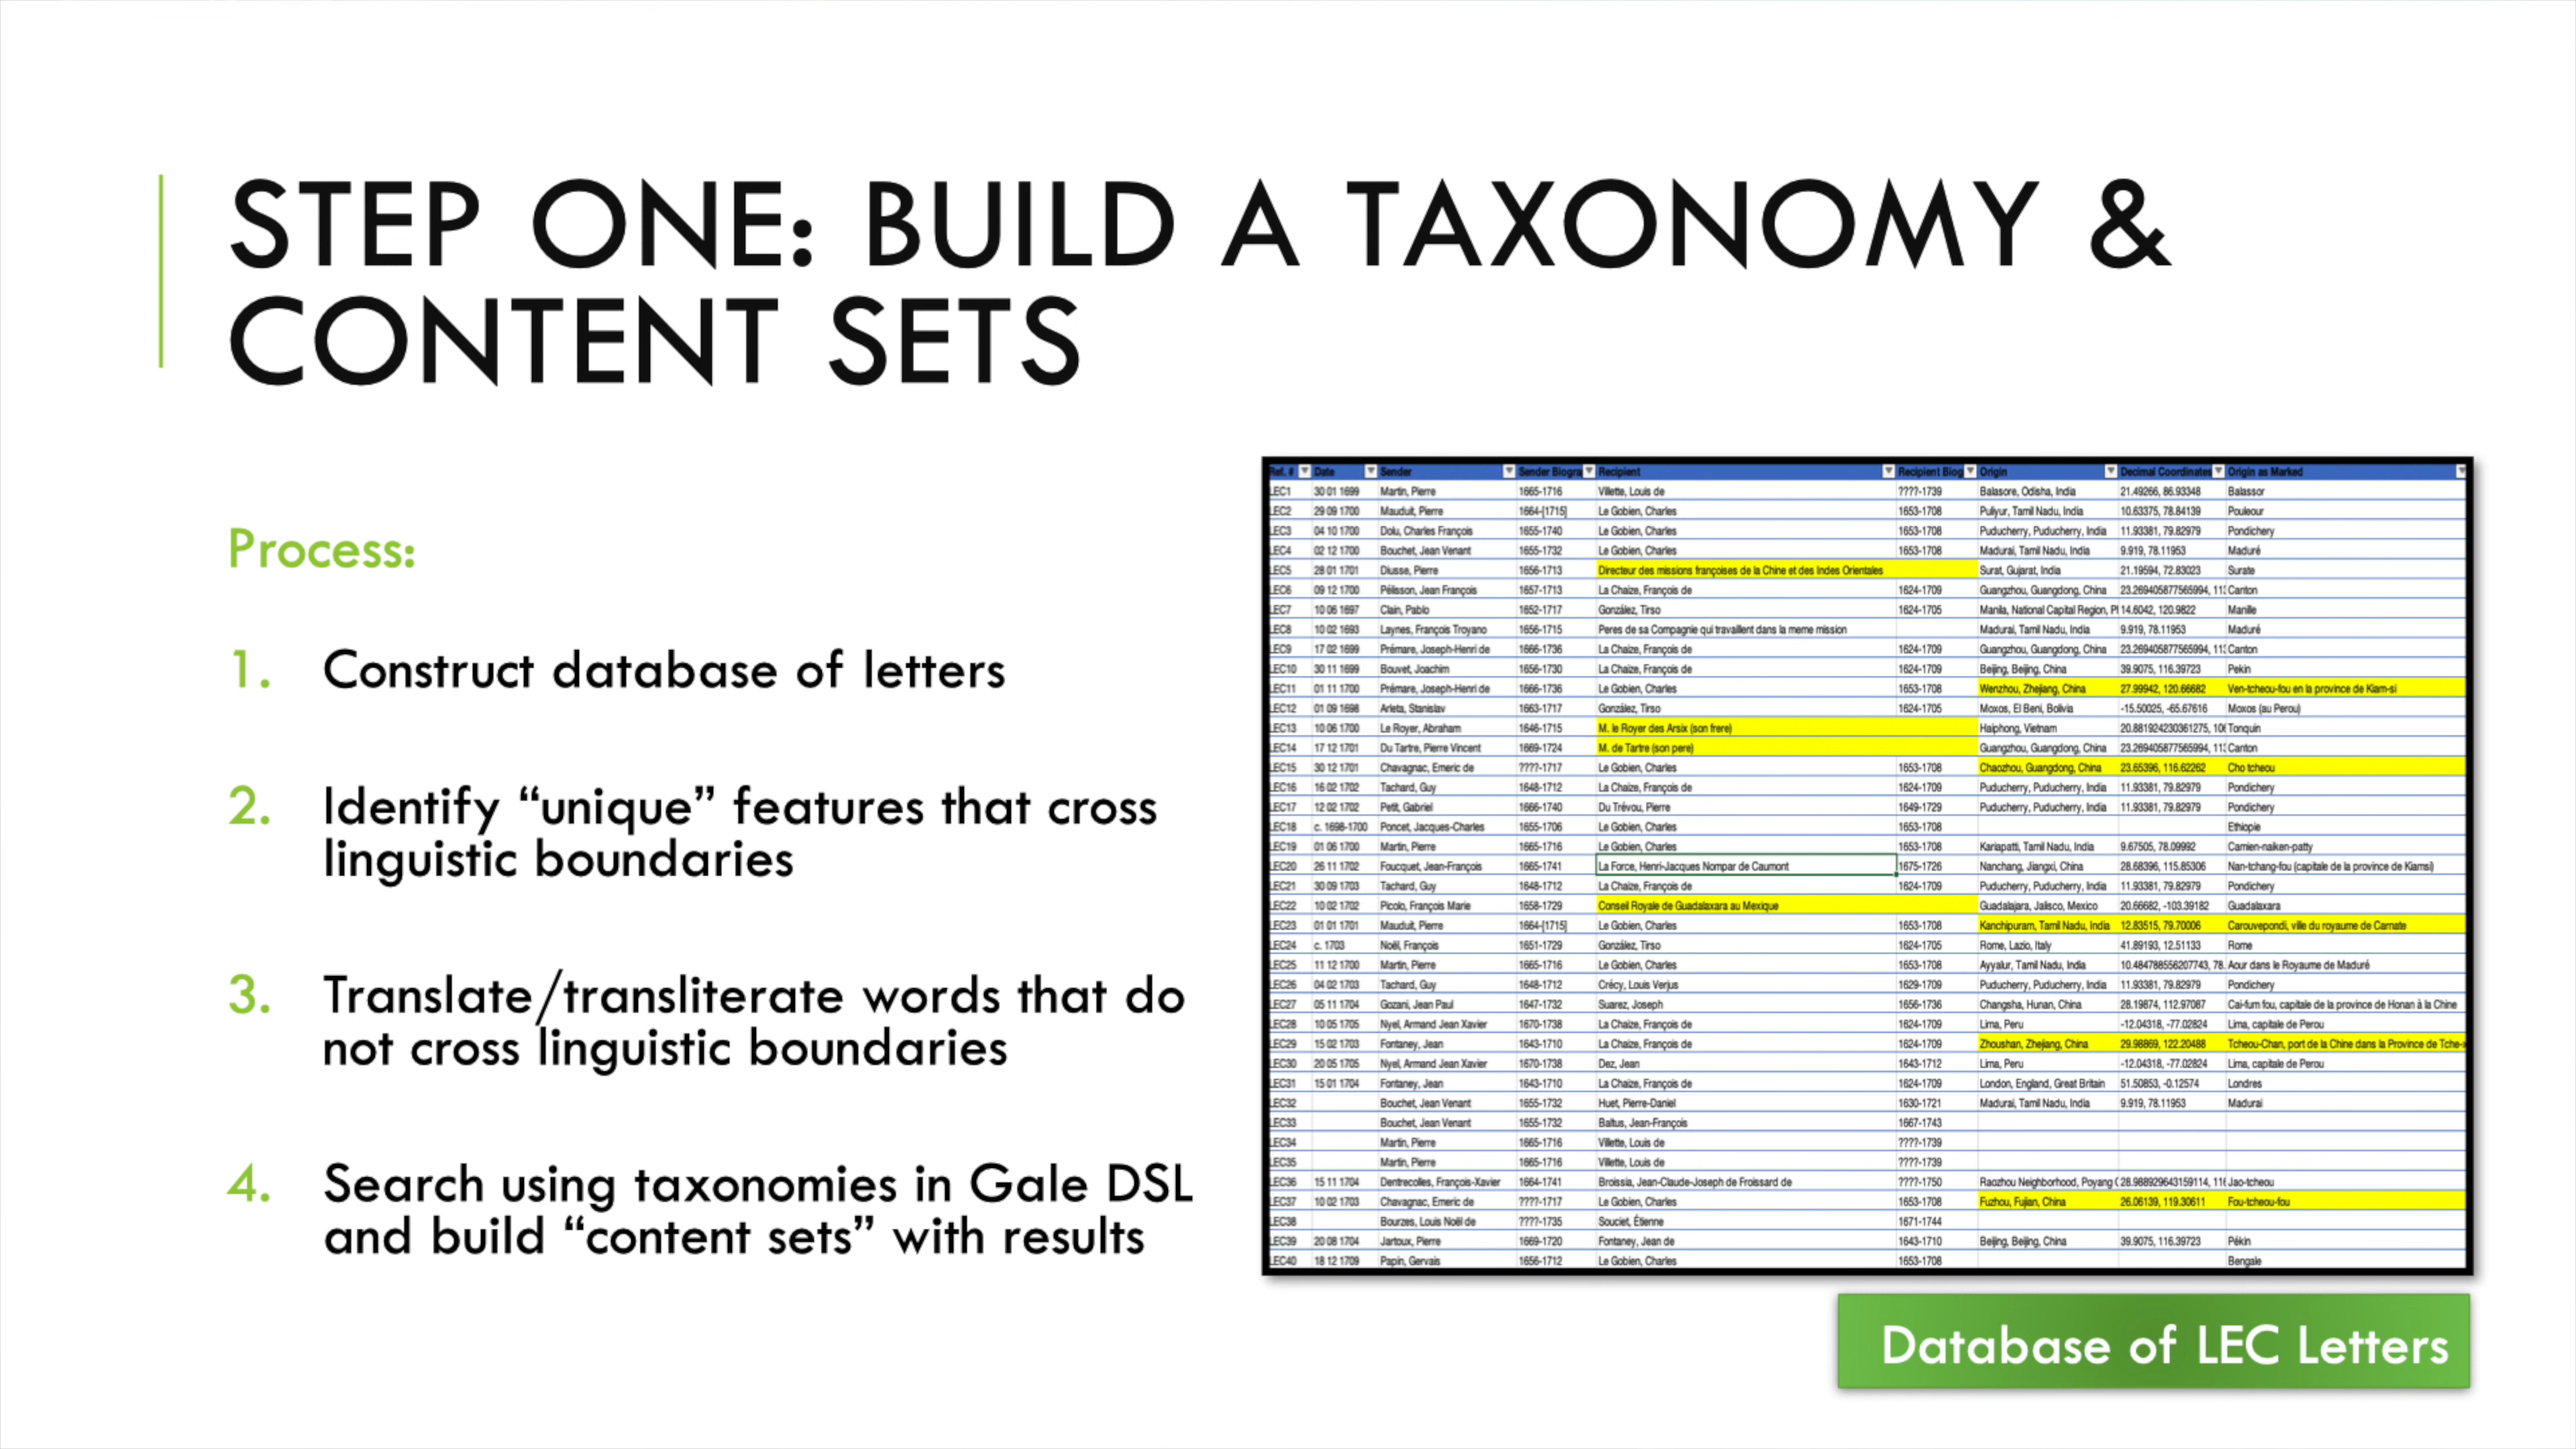 STEP ONE: BUILD A TAXONOMY &
CONTENT SETS
Process:
1. Construct database of letters
2. Identify “unique” features that cross
linguistic boundaries
3. Translate/transliterate words that do
not cross linguistic boundaries
4. Search using taxonomies in Gale DSL
and build “content sets” with results
Ref. # Date Sender Sender Biogra Recipient Recipient Biog Origin Decimal Coordinates Origin as Marked
LEC1 30 01 1699 Martin, Pierre 1665-1716 Villette, Louis de ????-1739 Balasore, Odisha, India 21.49266, 86.93348 Balassor
LEC2 29 09 1700 Mauduit, Pierre 1664-[1715] Le Gobien, Charles 1653-1708 Puliyur, Tamil Nadu, India 10.63375, 78.84139 Pouleour
LEC3 04 10 1700 Dolu, Charles François 1655-1740 Le Gobien, Charles 1653-1708 Puducherry, Puducherry, India 11.93381, 79.82979 Pondichery
LEC4 02 12 1700 Bouchet, Jean Venant 1655-1732 Le Gobien, Charles 1653-1708 Madurai, Tamil Nadu, India 9.919, 78.11953 Maduré
LEC5 28 01 1701 Diusse, Pierre 1656-1713 Directeur des missions françoises de la Chine et des Indes Orientales Surat, Gujarat, India 21.19594, 72.83023 Surate
LEC6 09 12 1700 Pélisson, Jean François 1657-1713 La Chaize, François de 1624-1709 Guangzhou, Guangdong, China 23.269405877565994, 113 Canton
LEC7 10 06 1697 Clain, Pablo 1652-1717 González, Tirso 1624-1705 Manila, National Capital Region, P 14.6042, 120.9822 Manille
LEC8 10 02 1693 Laynes, François Troyano 1656-1715 Peres de sa Compagnie qui travaillent dans la meme mission Madurai, Tamil Nadu, India 9.919, 78.11953 Maduré
LEC9 17 02 1699 Prémare, Joseph-Henri de 1666-1736 La Chaize, François de 1624-1709 Guangzhou, Guangdong, China 23.269405877565994, 113 Canton
LEC10 30 11 1699 Bouvet, Joachim 1656-1730 La Chaize, François de 1624-1709 Beijing, Beijing, China 39.9075, 116.39723 Pekin
LEC11 01 11 1700 Prémare, Joseph-Henri de 1666-1736 Le Gobien, Charles 1653-1708 Wenzhou, Zhejiang, China 27.99942, 120.66682 Ven-tcheou-fou en la province de Kiam-si
LEC12 01 09 1698 Arleta, Stanislav 1663-1717 González, Tirso 1624-1705 Moxos, El Beni, Bolivia -15.50025, -65.67616 Moxos (au Perou)
LEC13 10 06 1700 Le Royer, Abraham 1646-1715 M. le Royer des Arsix (son frere) Haiphong, Vietnam 20.881924230361275, 106 Tonquin
LEC14 17 12 1701 Du Tartre, Pierre Vincent 1669-1724 M. de Tartre (son pere) Guangzhou, Guangdong, China 23.269405877565994, 113 Canton
LEC15 30 12 1701 Chavagnac, Emeric de ????-1717 Le Gobien, Charles 1653-1708 Chaozhou, Guangdong, China 23.65396, 116.62262 Cho tcheou
LEC16 16 02 1702 Tachard, Guy 1648-1712 La Chaize, François de 1624-1709 Puducherry, Puducherry, India 11.93381, 79.82979 Pondichery
LEC17 12 02 1702 Petit, Gabriel 1666-1740 Du Trévou, Pierre 1649-1729 Puducherry, Puducherry, India 11.93381, 79.82979 Pondichery
LEC18 c. 1698-1700 Poncet, Jacques-Charles 1655-1706 Le Gobien, Charles 1653-1708 Ethiopie
LEC19 01 06 1700 Martin, Pierre 1665-1716 Le Gobien, Charles 1653-1708 Kariapatti, Tamil Nadu, India 9.67505, 78.09992 Camien-naiken-patty
LEC20 26 11 1702 Foucquet, Jean-François 1665-1741 La Force, Henri-Jacques Nompar de Caumont 1675-1726 Nanchang, Jiangxi, China 28.68396, 115.85306 Nan-tchang-fou (capitale de la province de Kiamsi)
LEC21 30 09 1703 Tachard, Guy 1648-1712 La Chaize, François de 1624-1709 Puducherry, Puducherry, India 11.93381, 79.82979 Pondichery
LEC22 10 02 1702 Picolo, François Marie 1658-1729 Conseil Royale de Guadalaxara au Mexique Guadalajara, Jalisco, Mexico 20.66682, -103.39182 Guadalaxara
LEC23 01 01 1701 Mauduit, Pierre 1664-[1715] Le Gobien, Charles 1653-1708 Kanchipuram, Tamil Nadu, India 12.83515, 79.70006 Carouvepondi, ville du royaume de Carnate
LEC24 c. 1703 Noël, François 1651-1729 González, Tirso 1624-1705 Rome, Lazio, Italy 41.89193, 12.51133 Rome
LEC25 11 12 1700 Martin, Pierre 1665-1716 Le Gobien, Charles 1653-1708 Ayyalur, Tamil Nadu, India 10.484788556207743, 78. Aour dans le Royaume de Maduré
LEC26 04 02 1703 Tachard, Guy 1648-1712 Crécy, Louis Verjus 1629-1709 Puducherry, Puducherry, India 11.93381, 79.82979 Pondichery
LEC27 05 11 1704 Gozani, Jean Paul 1647-1732 Suarez, Joseph 1656-1736 Changsha, Hunan, China 28.19874, 112.97087 Cai-fum fou, capitale de la province de Honan à la Chine
LEC28 10 05 1705 Nyel, Armand Jean Xavier 1670-1738 La Chaize, François de 1624-1709 Lima, Peru -12.04318, -77.02824 Lima, capitale de Perou
LEC29 15 02 1703 Fontaney, Jean 1643-1710 La Chaize, François de 1624-1709 Zhoushan, Zhejiang, China 29.98869, 122.20488 Tcheou-Chan, port de la Chine dans la Province de Tche-
LEC30 20 05 1705 Nyel, Armand Jean Xavier 1670-1738 Dez, Jean 1643-1712 Lima, Peru -12.04318, -77.02824 Lima, capitale de Perou
LEC31 15 01 1704 Fontaney, Jean 1643-1710 La Chaize, François de 1624-1709 London, England, Great Britain 51.50853, -0.12574 Londres
LEC32 Bouchet, Jean Venant 1655-1732 Huet, Pierre-Daniel 1630-1721 Madurai, Tamil Nadu, India 9.919, 78.11953 Madurai
LEC33 Bouchet, Jean Venant 1655-1732 Baltus, Jean-François 1667-1743
LEC34 Martin, Pierre 1665-1716 Villette, Louis de ????-1739
LEC35 Martin, Pierre 1665-1716 Villette, Louis de ????-1739
LEC36 15 11 1704 Dentrecolles, François-Xavier 1664-1741 Broissia, Jean-Claude-Joseph de Froissard de ????-1750 Raozhou Neighborhood, Poyang C 28.988929643159114, 116 Jao-tcheou
LEC37 10 02 1703 Chavagnac, Emeric de ????-1717 Le Gobien, Charles 1653-1708 Fuzhou, Fujian, China 26.06139, 119.30611 Fou-tcheou-fou
LEC38 Bourzes, Louis Noël de ????-1735 Souciet, Étienne 1671-1744
LEC39 20 08 1704 Jartoux, Pierre 1669-1720 Fontaney, Jean de 1643-1710 Beijing, Beijing, China 39.9075, 116.39723 Pékin
LEC40 18 12 1709 Papin, Gervais 1656-1712 Le Gobien, Charles 1653-1708 Bengale
Database of LEC Letters